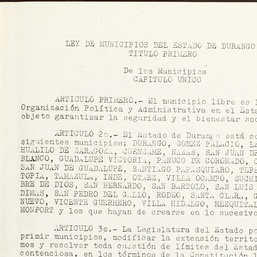 LEY DE MUNICIPIOS DEL ESTADO DE DURANGO
TITULO PRIMERO
De los Municipios
CAPITULO UNICO
ARTICULO PRIMERO.- El municipio libre es l
Organización Política y Administrativa en el Esta
objeto garantizar la seguridad y el bienestar soc
ARTICULO 2o.- El Estado de Durango está co
siguientes municipios: DURANGO, GOMEZ PALACIO, LE
HUALILO DE ZARAGOZA, CUENCAME, NAZAS, SAN JUAN DE
BLANCO, GUADALUPE VICTORIA, PANUCO DE CORONADO, C
SAN JUAN DE GUADALUPE, SANTIAGO PAPASQUIARO, TEPE
TOPIA, TAMAZULA, INDE, OTAEZ, VILLA OCAMPO, SUCHI
BRE DE DIOS, SAN BERNARDO, SAN BARTOLO, SAN LUIS
DIMAS, SAN PEDRO DEL GALLO, RODEO, SANTA CLARA,
NUEVO, VICENTE GUERRERO, VILLA HIDALGO, MEZQUITAL
MONFORT y los que hayan de crearse en lo sucesivo
ARTICULO 3o.- La Legislatura del Estado po
primir municipios, modificar la extensión territo
mos y resolver toda cuestión de límites del Estad
contenciosa, en los términos de la Constitución